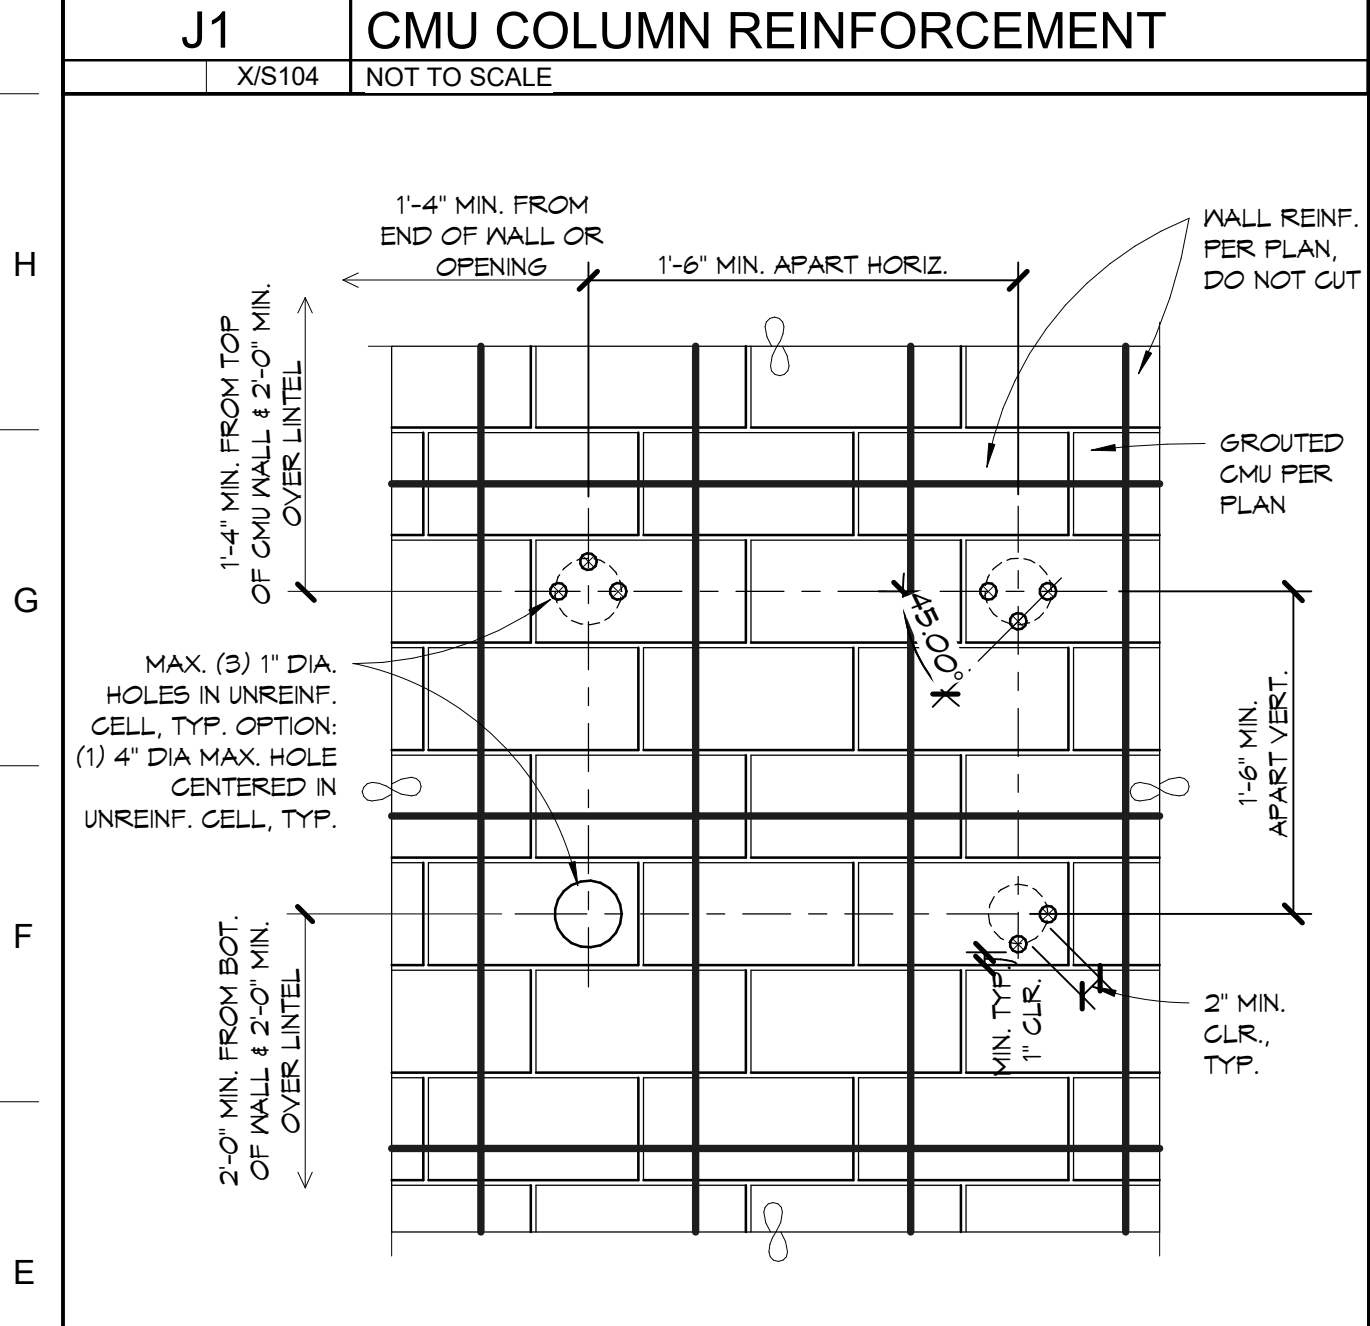 J1
CMU COLUMN REINFORCEMENT
X/S104
NOT TO SCALE
H
G
F
E
1'-4" MIN. FROM
END OF WALL OR
OPENING
1'-6" MIN. APART HORIZ.
WALL REINF.
PER PLAN,
DO NOT CUT
1'-4" MIN. FROM TOP
OF CMU WALL & 2'-0" MIN.
OVER LINTEL
GROUTED
CMU PER
PLAN
45.00°
MAX. (3) 1" DIA.
HOLES IN UNREINF.
CELL, TYP. OPTION:
(1) 4" DIA MAX. HOLE
CENTERED IN
UNREINF. CELL, TYP.
1'-6" MIN.
APART VERT.
2'-0" MIN. FROM BOT.
OF WALL & 2'-0" MIN.
OVER LINTEL
MIN. TYP.
1" CLR.
2" MIN.
CLR.,
TYP.